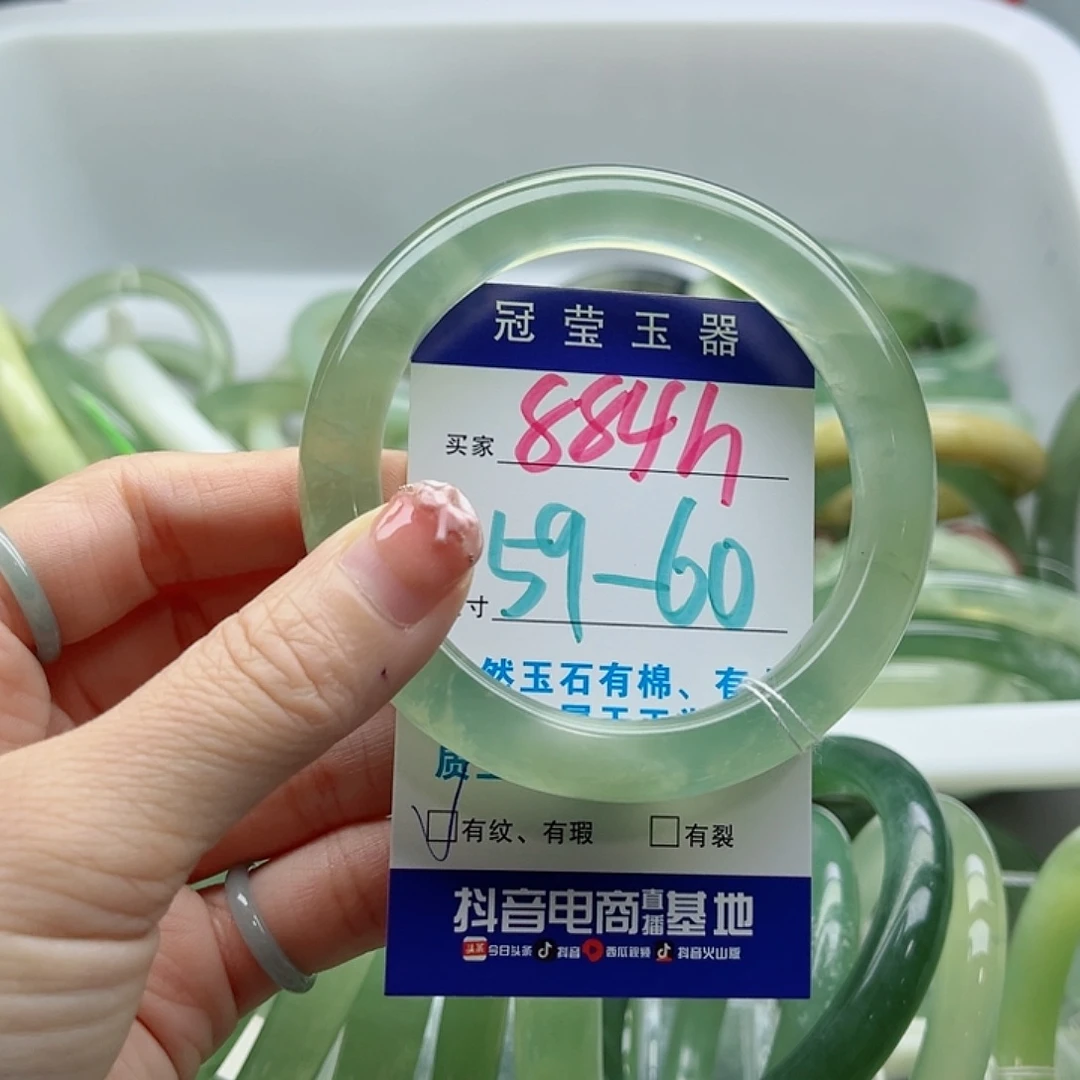 冠莹玉器
买家 884h
寸 59-60
然玉石有棉、有
质
有纹、有瑕 有裂
抖音电商直播基地
今日头条 抖音 西瓜视频 抖音火山版